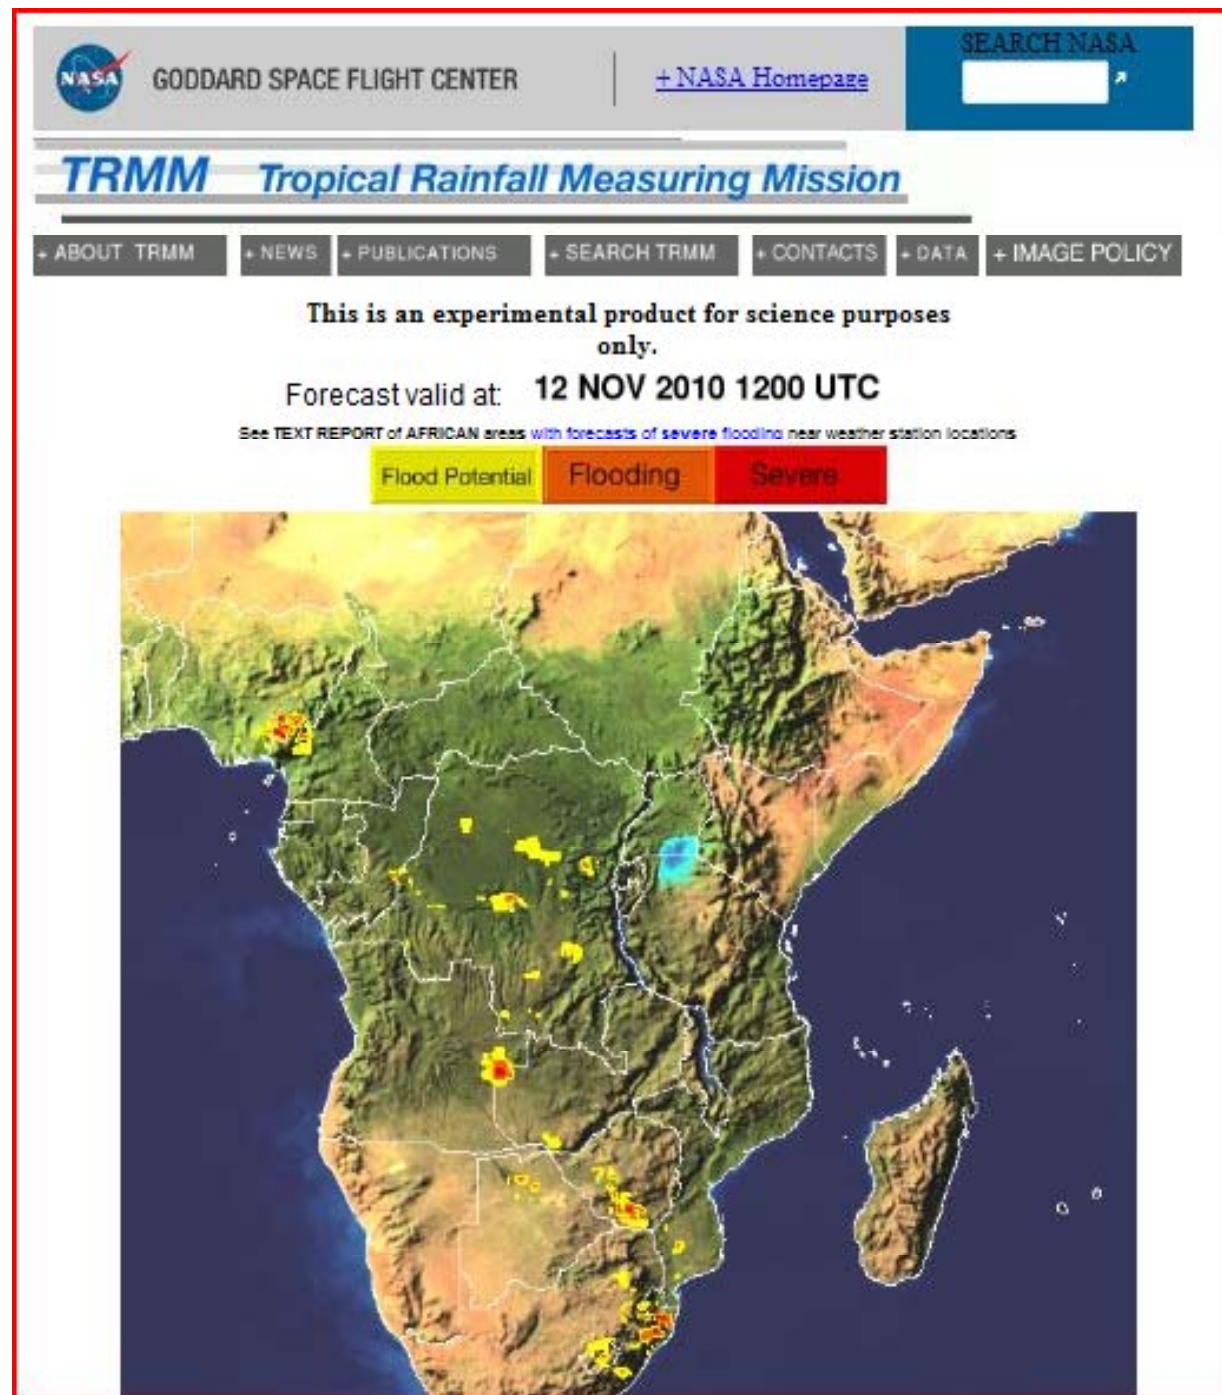 NASA
GODDARD SPACE FLIGHT CENTER
+ NASA Homepage
SEARCH NASA
TRMM Tropical Rainfall Measuring Mission
+ ABOUT TRMM + NEWS + PUBLICATIONS + SEARCH TRMM + CONTACTS + DATA + IMAGE POLICY
This is an experimental product for science purposes
only.
Forecast valid at: 12 NOV 2010 1200 UTC
See TEXT REPORT of AFRICAN areas with forecasts of severe flooding near weather station locations
Flood Potential Flooding Severe